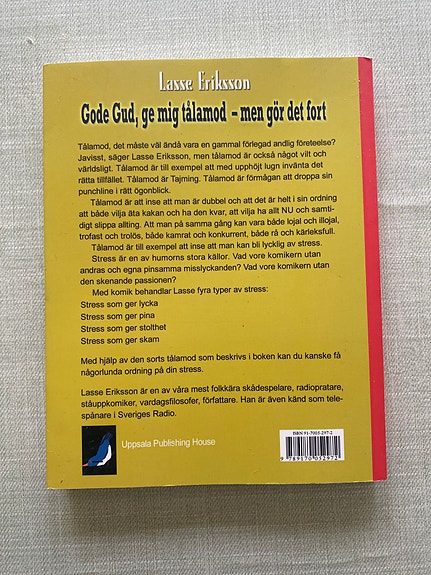 Lasse Eriksson
Gode Gud, ge mig tålamod – men gör det fort
Tålamod, det måste väl ändå vara en gammal förlegad andlig företeelse?
Javisst, säger Lasse Eriksson, men tålamod är också något vilt och
världsligt. Tålamod är till exempel att med upphöjt lugn invänta det
rätta tillfället. Tålamod är Tajming. Tålamod är förmågan att droppa sin
punchline i rätt ögonblick.
Tålamod är att inse att man är dubbel och att det är helt i sin ordning
att både vilja äta kakan och ha den kvar, att vilja ha allt NU och samti-
digt slippa allting. Att man på samma gång kan vara både lojal och illojal,
trofast och trolös, både kamrat och konkurrent, både rå och kärleksfull.
Tålamod är till exempel att inse att man kan bli lycklig av stress.
Stress är en av humorns stora källor. Vad vore komikern utan
andras och egna pinsamma misslyckanden? Vad vore komikern utan
den skenande passionen?
Med komik behandlar Lasse fyra typer av stress:
Stress som ger lycka
Stress som ger pina
Stress som ger stolthet
Stress som ger skam
Med hjälp av den sorts tålamod som beskrivs i boken kan du kanske få
någorlunda ordning på din stress.
Lasse Eriksson är en av våra mest folkkära skådespelare, radiopratare,
ståuppkomiker, vardagsfilosofer, författare. Han är även känd som tele-
spånare i Sveriges Radio.
Uppsala Publishing House
ISBN 91-7005-297-2
9 789170 052972